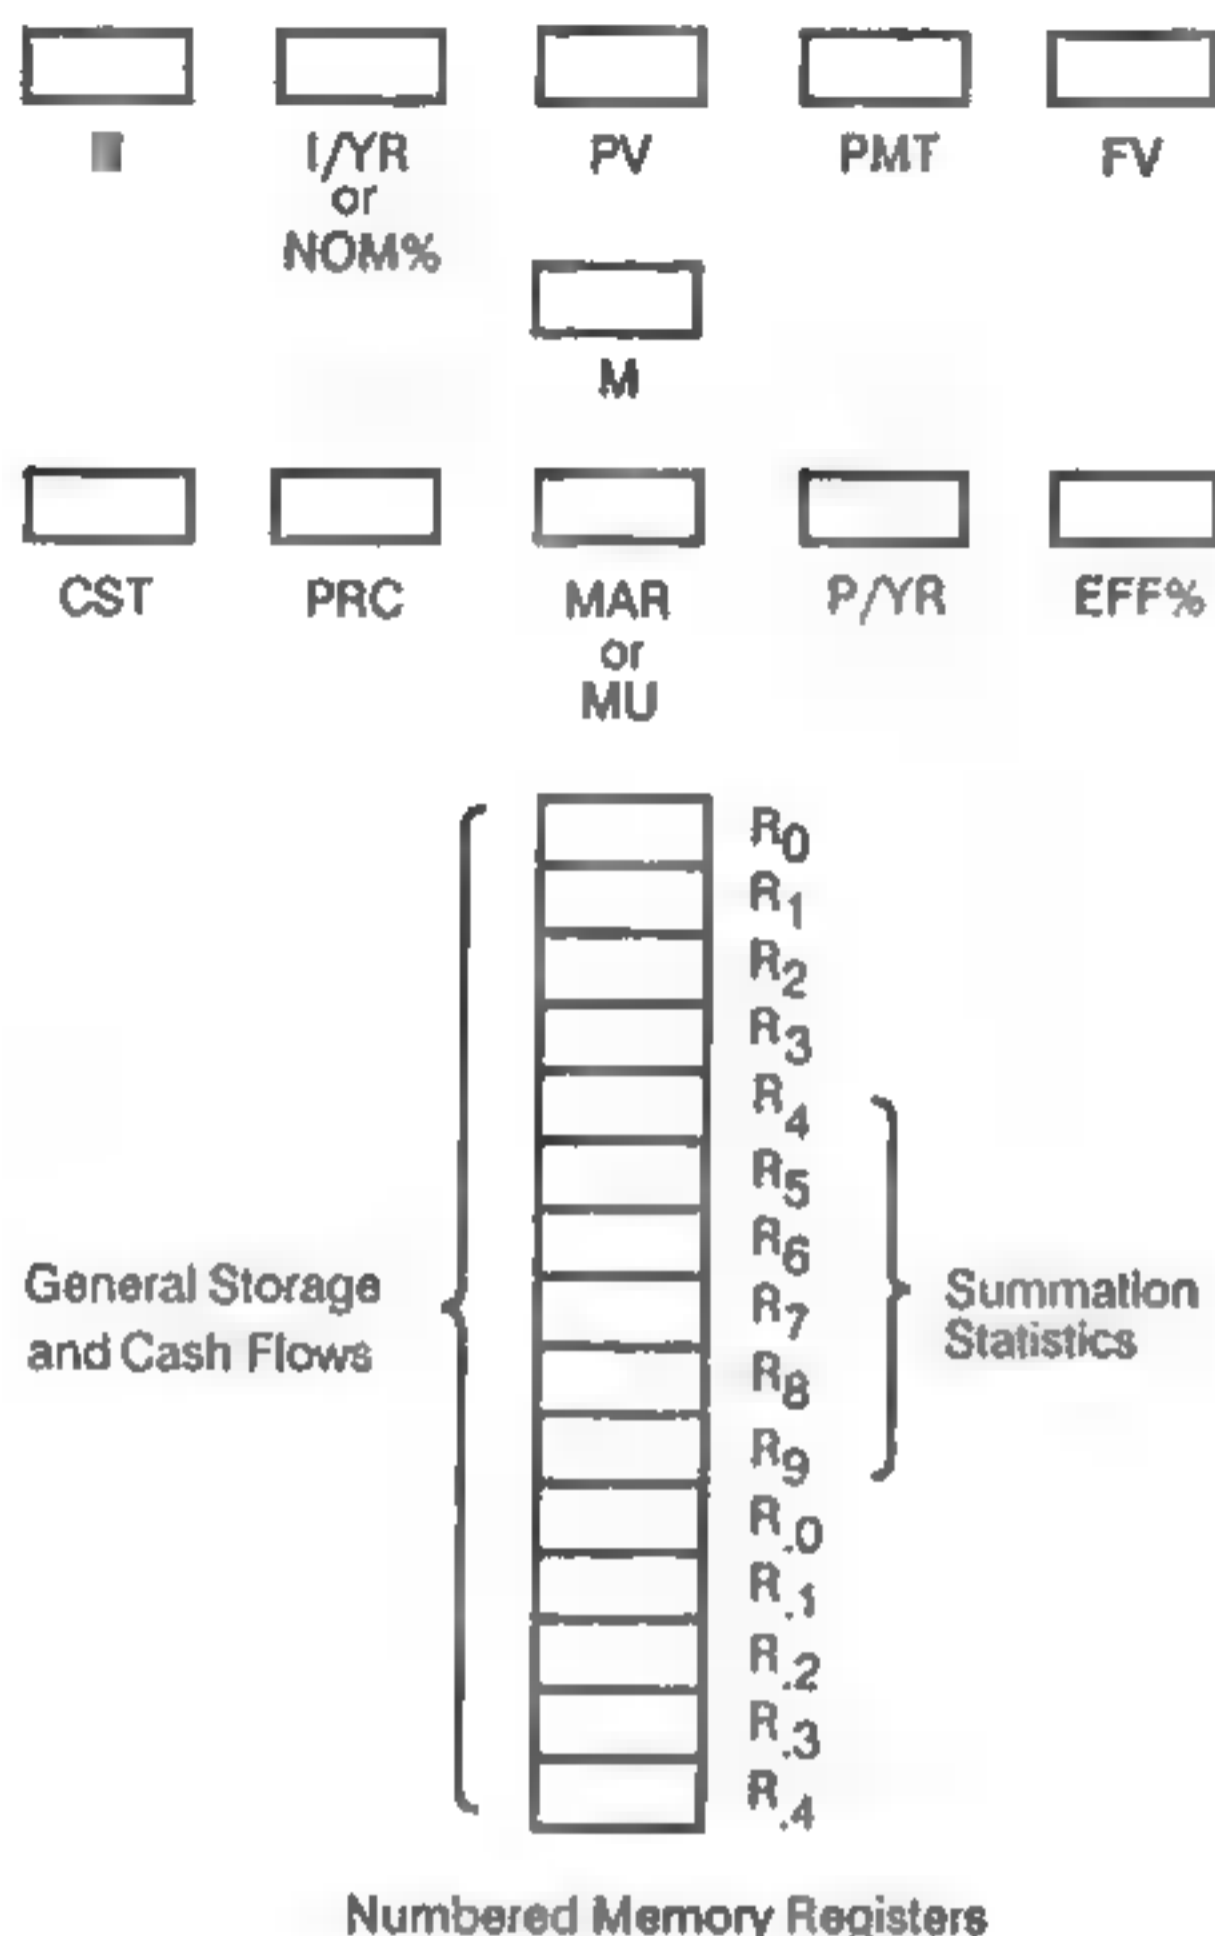 I/YR PV PMT FV
or
NOM%
M
CST PRC MAR P/YR EFF%
or
MU
R0
R1
R2
R3
R4
R5
R6
R7
R8
R9
R.0
R.1
R.2
R.3
R.4
General Storage
and Cash Flows
Summation
Statistics
Numbered Memory Registers